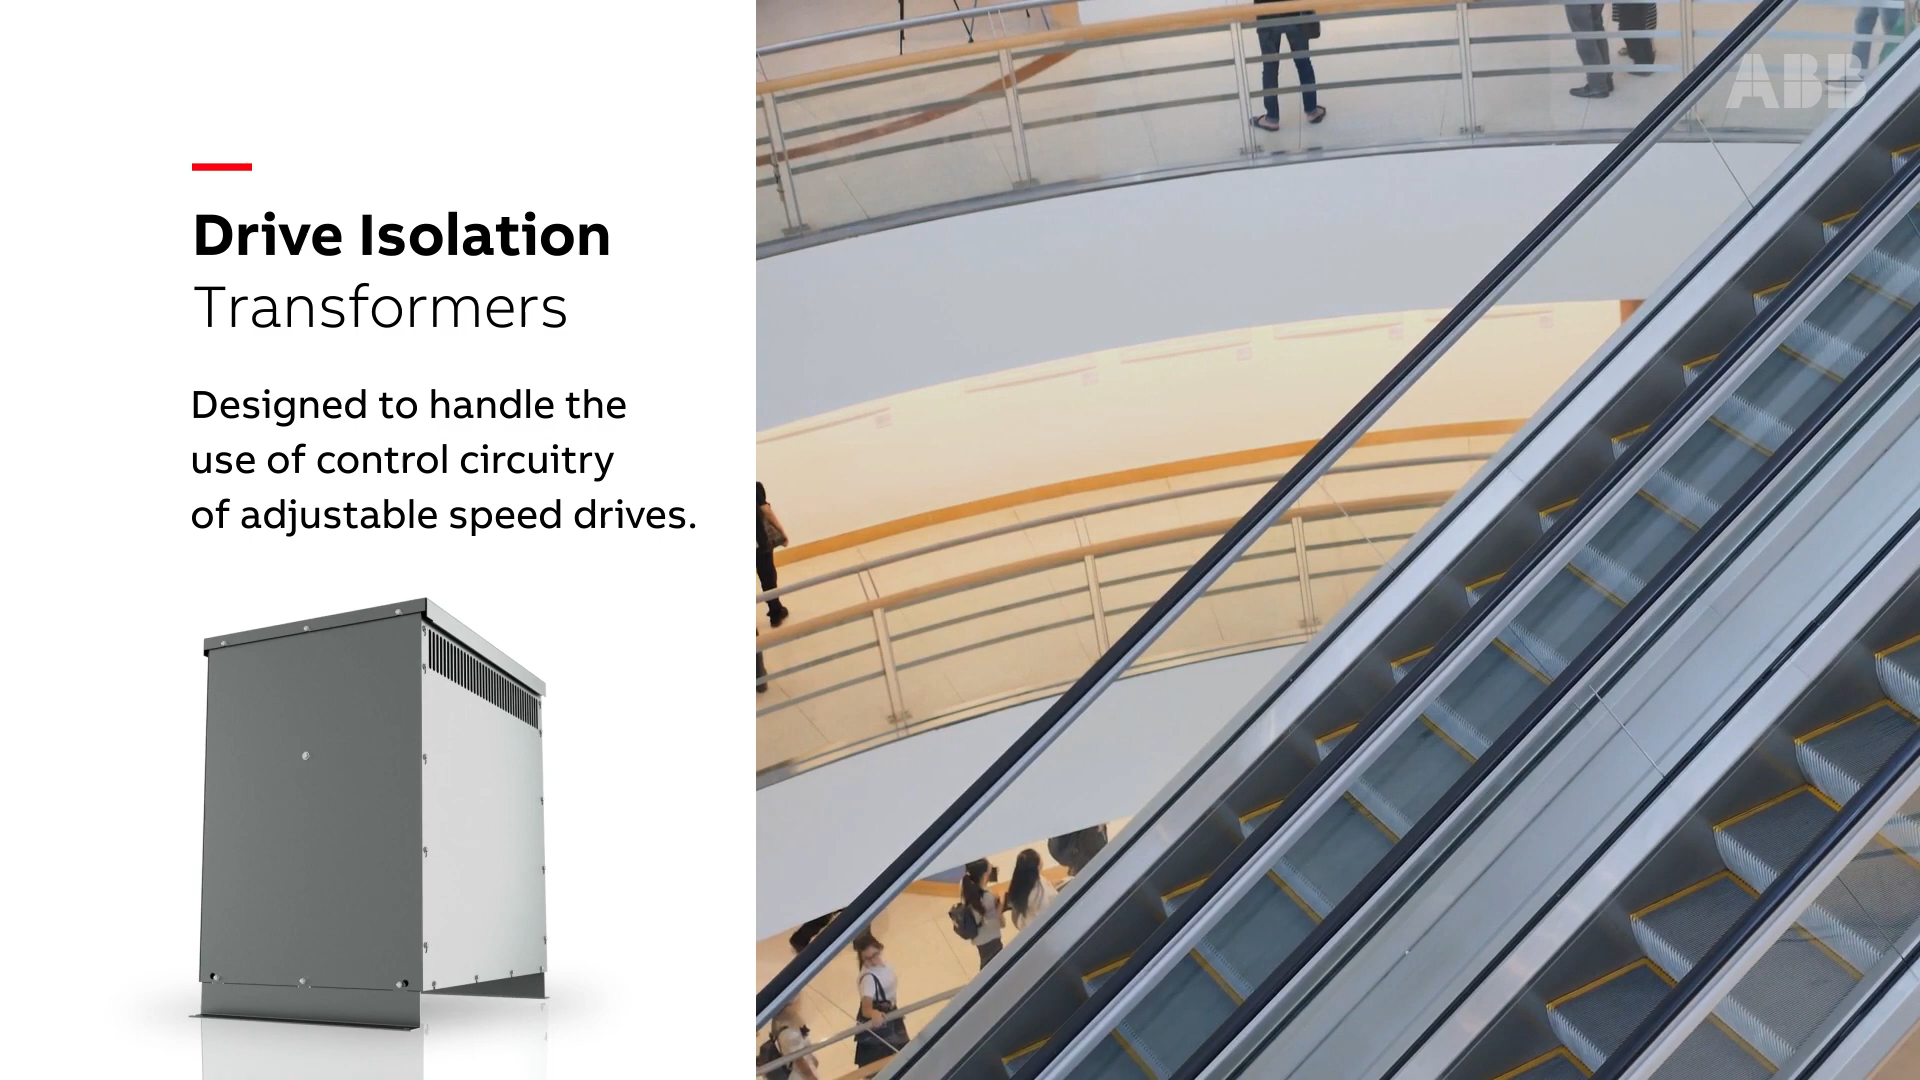 Drive Isolation
Transformers
Designed to handle the
use of control circuitry
of adjustable speed drives.
ABB